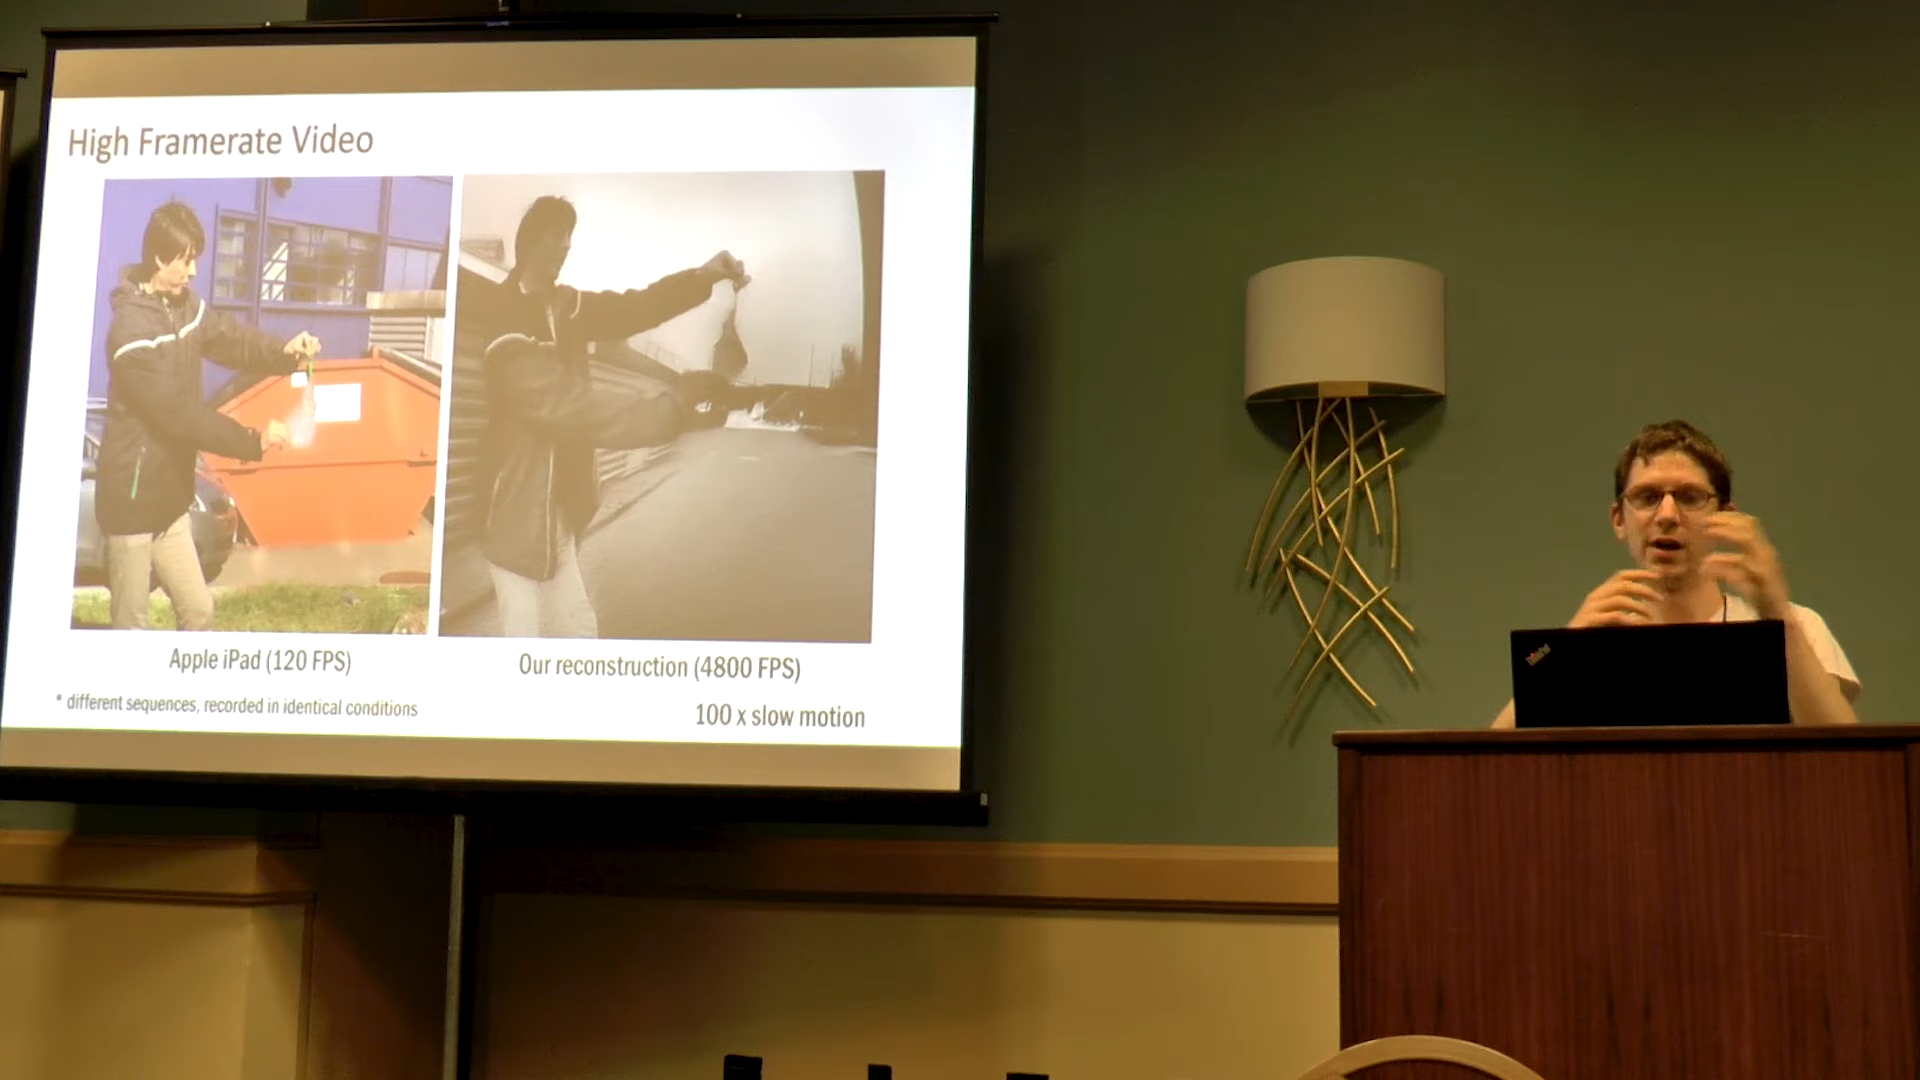 High Framerate Video
Apple iPad (120 FPS)
Our reconstruction (4800 FPS)
* different sequences, recorded in identical conditions
100 x slow motion
ThinkPad